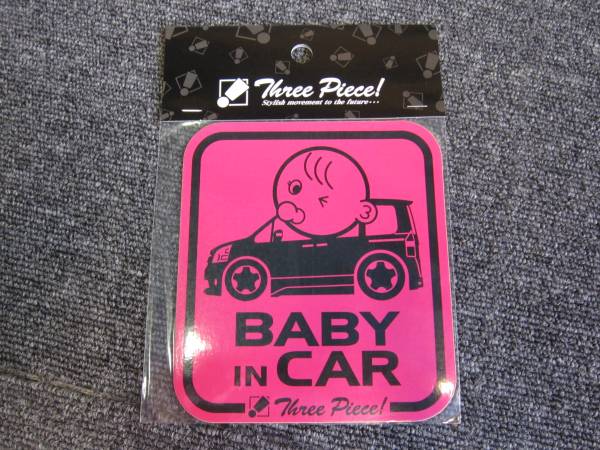 Three Piece!
Stylish movement to the future・・・
BABY
IN CAR
Three Piece!